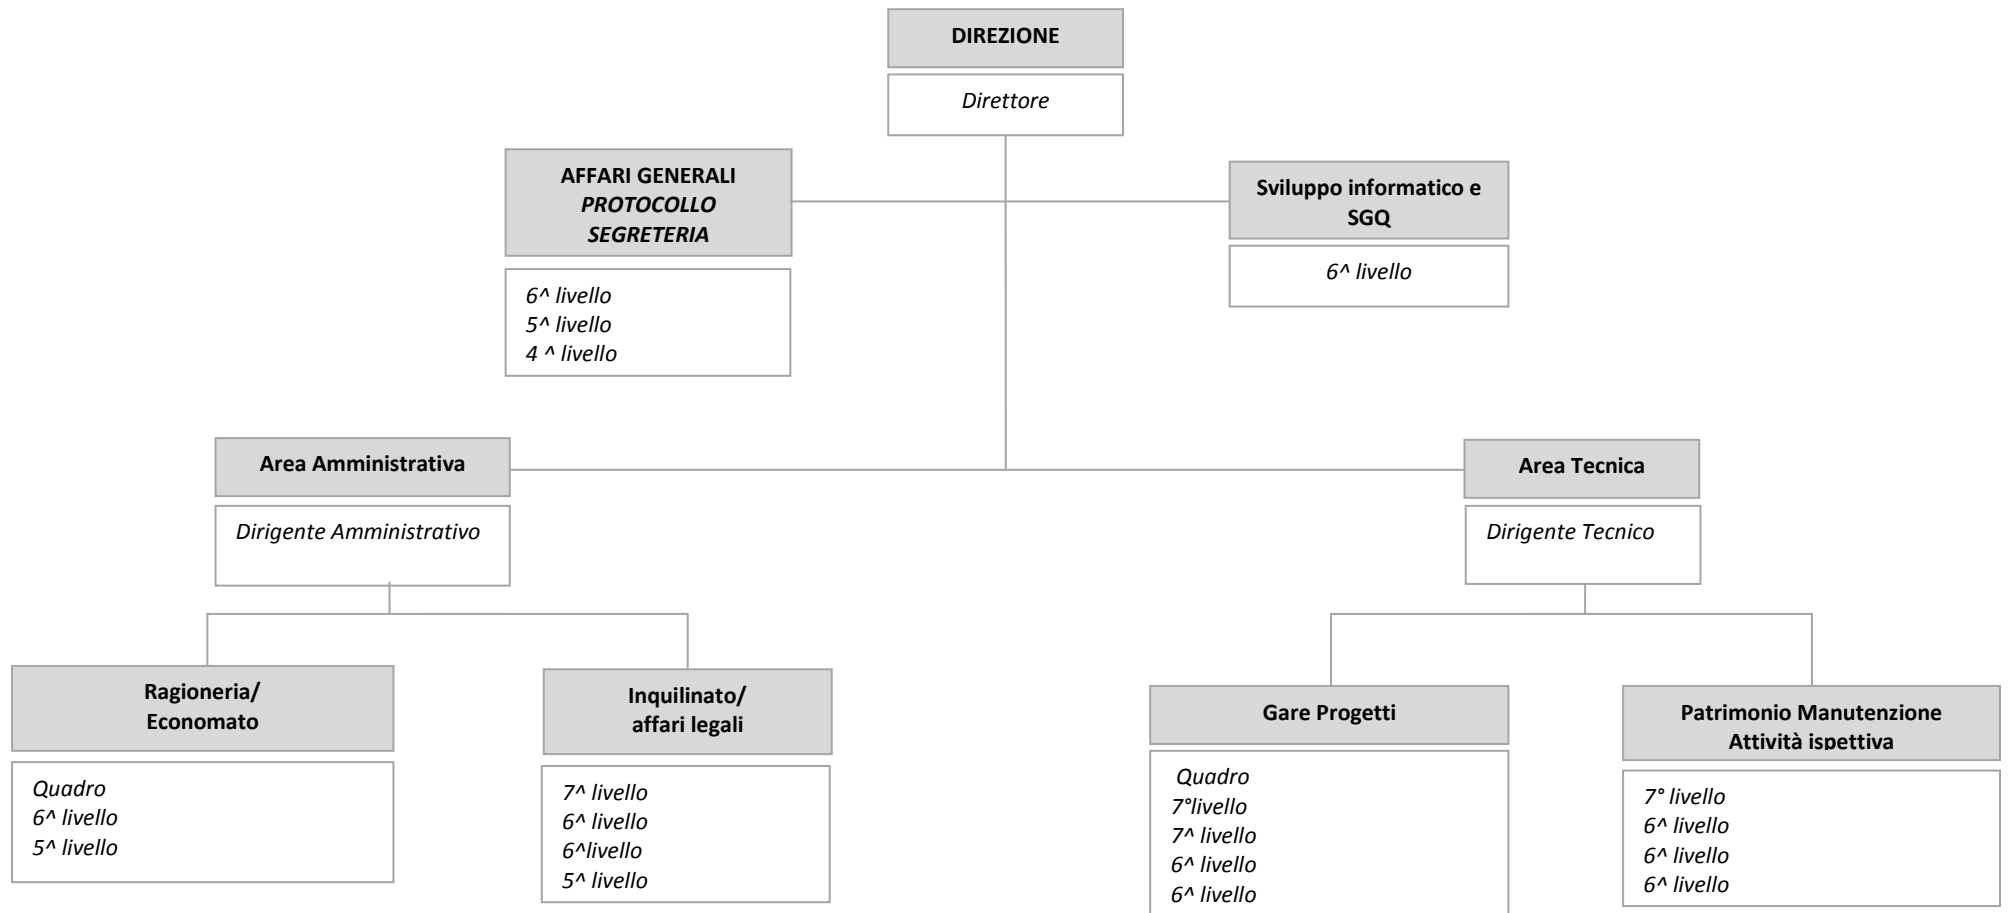 DIREZIONE
Direttore
AFFARI GENERALI
PROTOCOLLO
SEGRETERIA
6^ livello
5^ livello
4 ^ livello
Sviluppo informatico e
SGQ
6^ livello
Area Amministrativa
Dirigente Amministrativo
Area Tecnica
Dirigente Tecnico
Ragioneria/
Economato
Quadro
6^ livello
5^ livello
Inquilinato/
affari legali
7^ livello
6^ livello
6^livello
5^ livello
Gare Progetti
Quadro
7°livello
7^ livello
6^ livello
6^ livello
Patrimonio Manutenzione
Attività ispettiva
7° livello
6^ livello
6^ livello
6^ livello